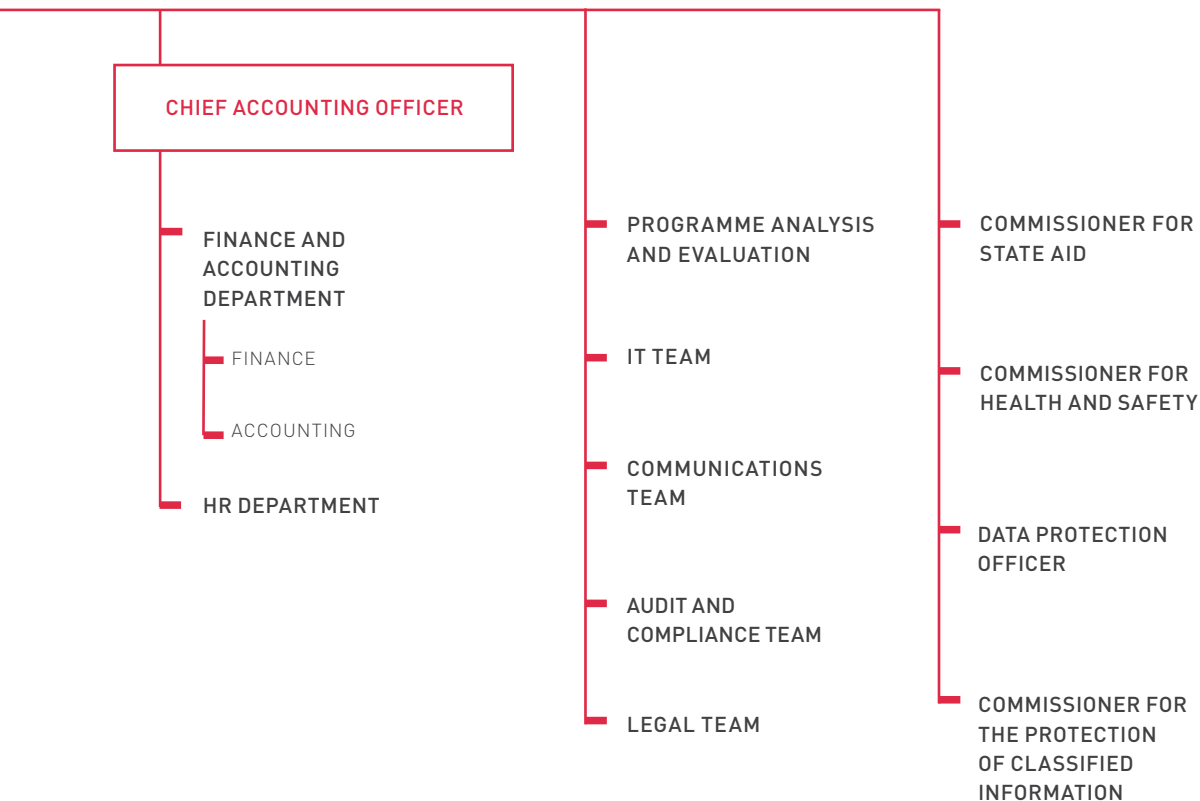 CHIEF ACCOUNTING OFFICER
FINANCE AND
ACCOUNTING
DEPARTMENT
FINANCE
ACCOUNTING
HR DEPARTMENT
PROGRAMME ANALYSIS
AND EVALUATION
IT TEAM
COMMUNICATIONS
TEAM
AUDIT AND
COMPLIANCE TEAM
LEGAL TEAM
COMMISSIONER FOR
STATE AID
COMMISSIONER FOR
HEALTH AND SAFETY
DATA PROTECTION
OFFICER
COMMISSIONER FOR
THE PROTECTION
OF CLASSIFIED
INFORMATION